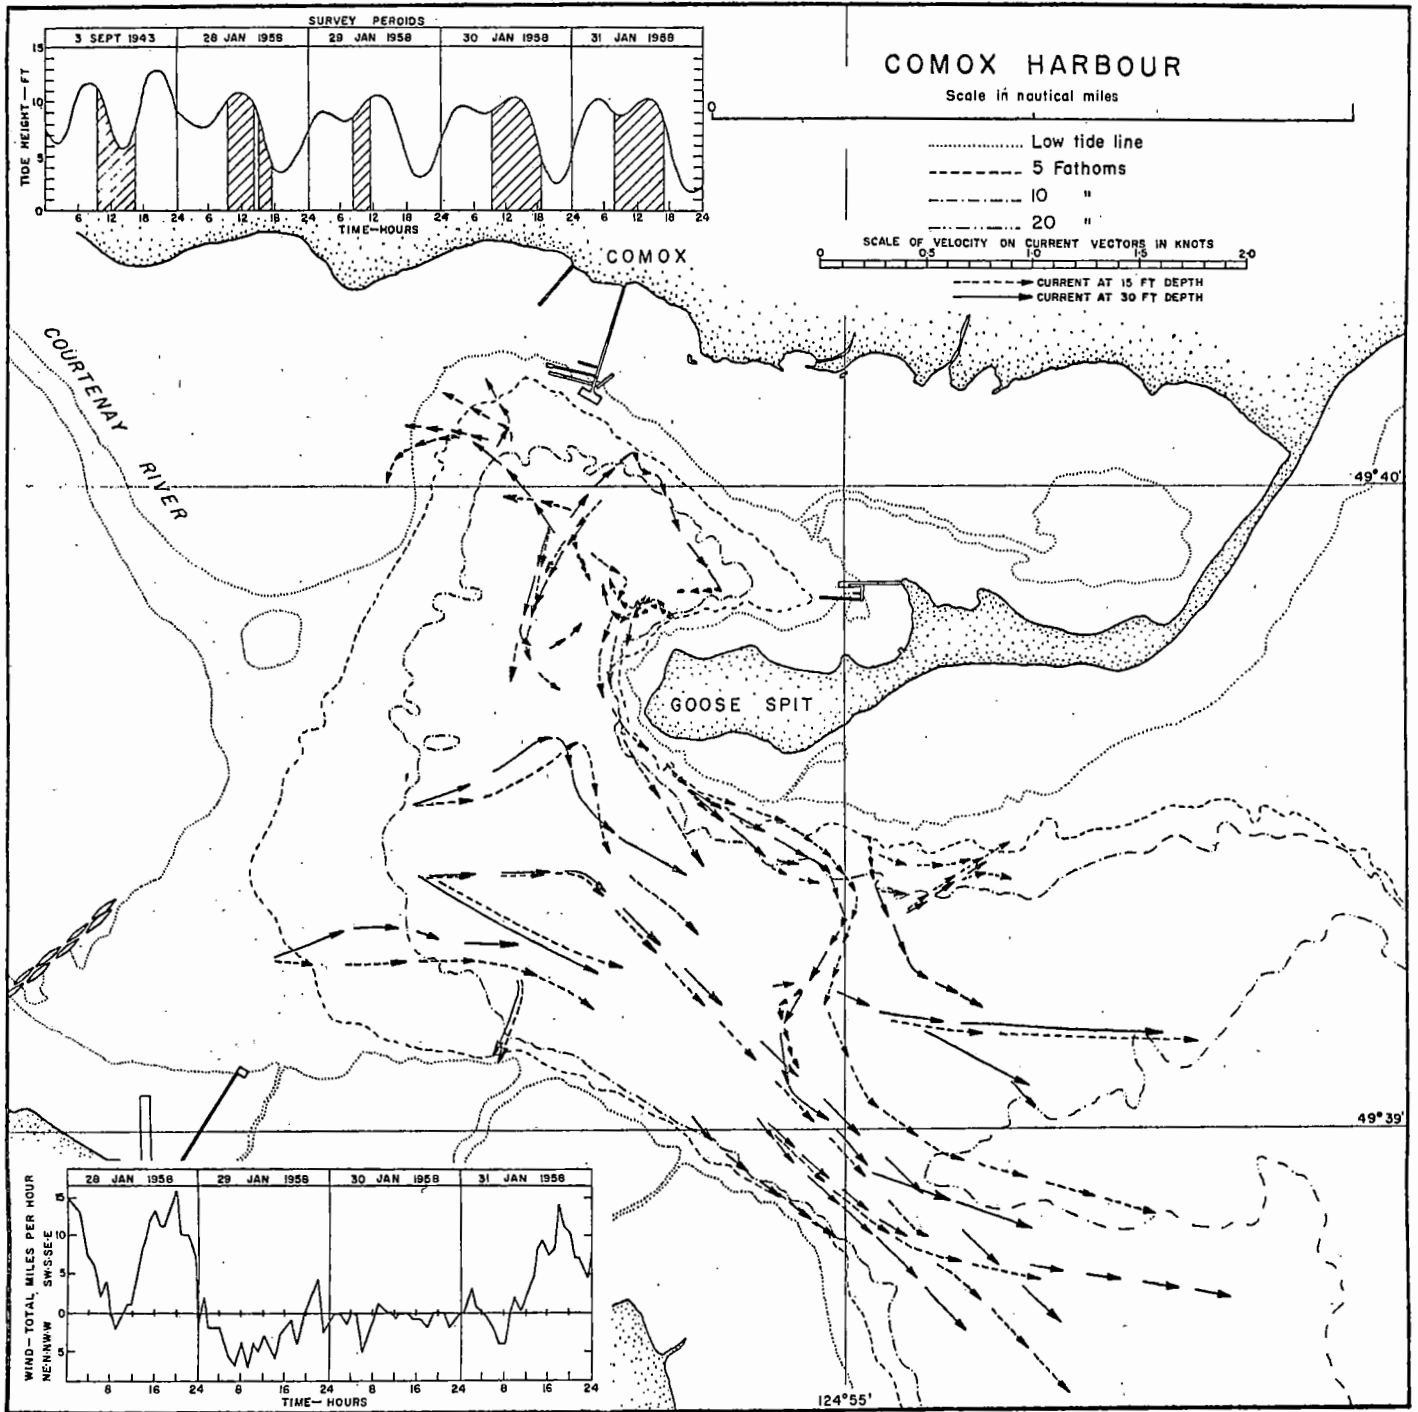 SURVEY PEROIDS
3 SEPT 1943 28 JAN 1958 29 JAN 1958 30 JAN 1958 31 JAN 1958
TIDE HEIGHT—FT
15
10
5
0
6 12 18 24 6 12 18 24 6 12 18 24 6 12 18 24 6 12 18 24
TIME—HOURS
COMOX HARBOUR
Scale in nautical miles
0 1
Low tide line
5 Fathoms
10 "
20 "
SCALE OF VELOCITY ON CURRENT VECTORS IN KNOTS
0 0·5 1·0 1·5 2·0
CURRENT AT 15 FT DEPTH
CURRENT AT 30 FT DEPTH
COMOX
COURTENAY RIVER
49°40'
GOOSE SPIT
49°39'
28 JAN 1958 29 JAN 1958 30 JAN 1958 31 JAN 1958
WIND—TOTAL MILES PER HOUR
NE·N·NW·W SW·S·SE·E
15
10
5
0
5
8 16 24 8 16 24 8 16 24 8 16 24
TIME—HOURS
124°55'